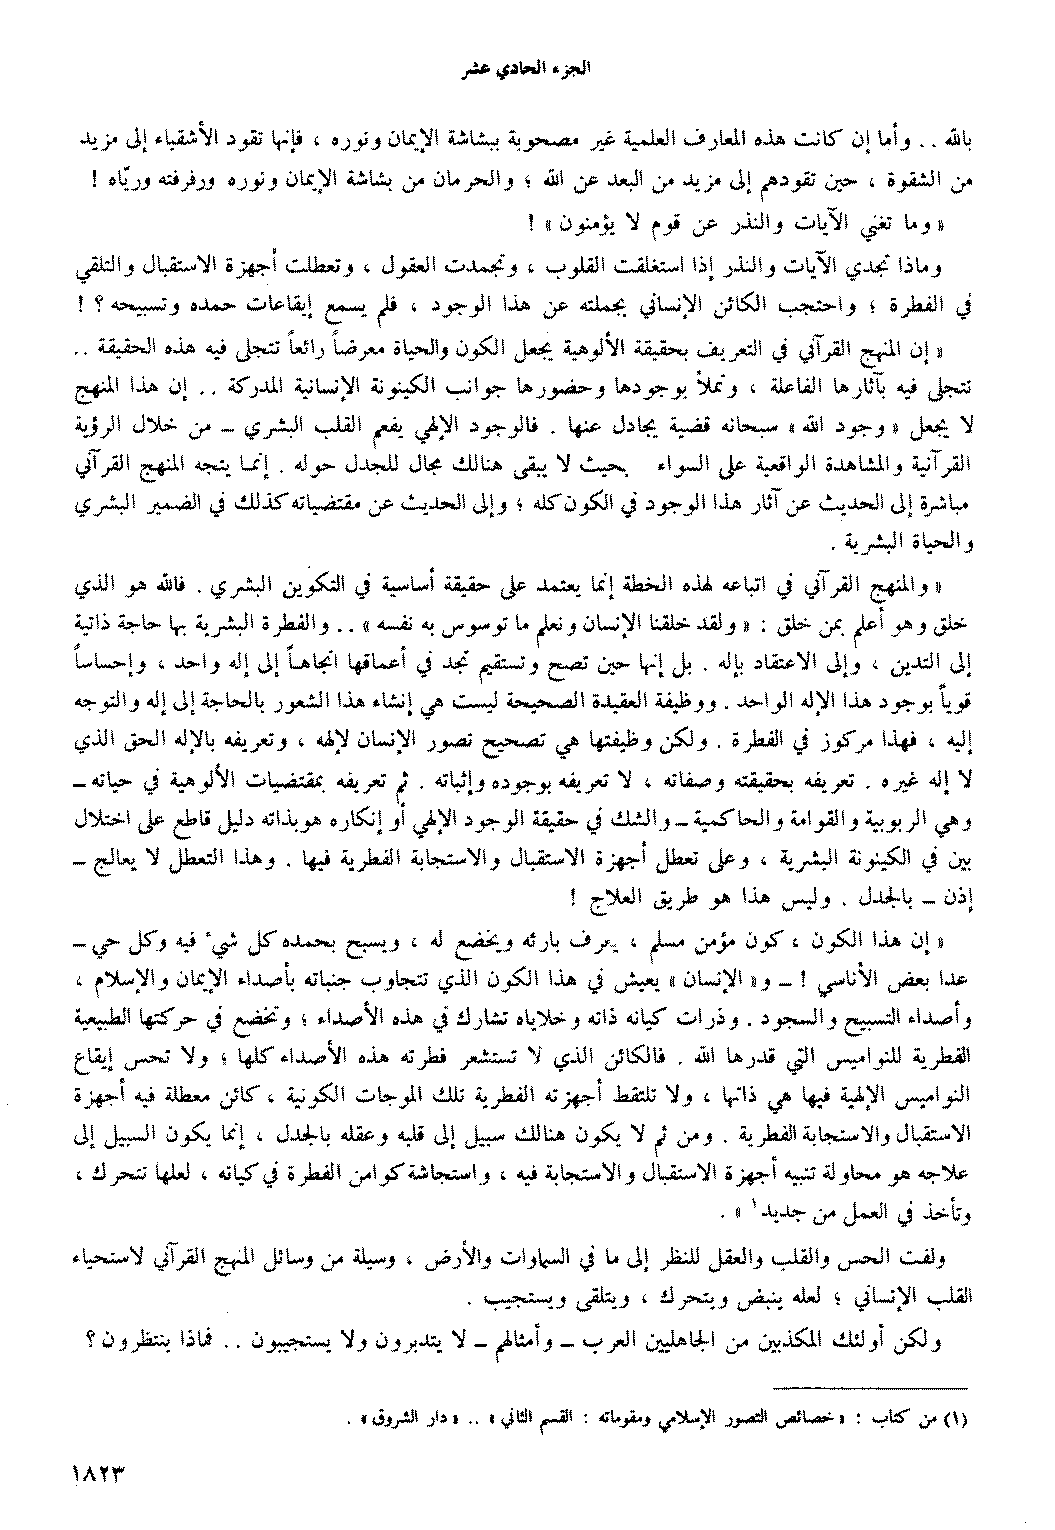 الجزء الحادي عشر
بالله .. وأما إن كانت هذه المعارف العلمية غير مصحوبة ببشاشة الإيمان ونوره ، فإنها تقود الأشقياء إلى مزيد
من الشقوة ، حين تقودهم إلى مزيد من البعد عن الله ؛ والحرمان من بشاشة الإيمان ونوره ورفرفته وريّاه !
« وما تغني الآيات والنذر عن قوم لا يؤمنون » !
وماذا تجدي الآيات والنذر إذا استغلقت القلوب ، وتجمدت العقول ، وتعطلت أجهزة الاستقبال والتلقي
في الفطرة ؛ واحتجب الكائن الإنساني بجملته عن هذا الوجود ، فلم يسمع إيقاعات حمده وتسبيحه ؟ !
« إن المنهج القرآني في التعريف بحقيقة الألوهية يجعل الكون والحياة معرضاً رائعاً تتجلى فيه هذه الحقيقة ..
تتجلى فيه بآثارها الفاعلة ، وتملأ بوجودها وحضورها جوانب الكينونة الإنسانية المدركة .. إن هذا المنهج
لا يجعل « وجود الله » سبحانه قضية يجادل عنها . فالوجود الإلهي يفعم القلب البشري – من خلال الرؤية
القرآنية والمشاهدة الواقعية على السواء بحيث لا يبقى هنالك مجال للجدل حوله . إنما يتجه المنهج القرآني
مباشرة إلى الحديث عن آثار هذا الوجود في الكون كله ؛ وإلى الحديث عن مقتضياته كذلك في الضمير البشري
والحياة البشرية .
« والمنهج القرآني في اتباعه لهذه الخطة إنما يعتمد على حقيقة أساسية في التكوين البشري . فالله هو الذي
خلق وهو أعلم بمن خلق : « ولقد خلقنا الإنسان ونعلم ما توسوس به نفسه » .. والفطرة البشرية بها حاجة ذاتية
إلى التدين ، وإلى الاعتقاد بإله . بل إنها حين تصح وتستقيم تجد في أعماقها اتجاهاً إلى إله واحد ، وإحساساً
قوياً بوجود هذا الإله الواحد . ووظيفة العقيدة الصحيحة ليست هي إنشاء هذا الشعور بالحاجة إلى إله والتوجه
إليه ، فهذا مركوز في الفطرة . ولكن وظيفتها هي تصحيح تصور الإنسان لإلهه ، وتعريفه بالإله الحق الذي
لا إله غيره . تعريفه بحقيقته وصفاته ، لا تعريفه بوجوده وإثباته . ثم تعريفه بمقتضيات الألوهية في حياته –
وهي الربوبية والقوامة والحاكمية – والشك في حقيقة الوجود الإلهي أو إنكاره هو بذاته دليل قاطع على اختلال
بين في الكينونة البشرية ، وعلى تعطل أجهزة الاستقبال والاستجابة الفطرية فيها . وهذا التعطل لا يعالج –
إذن – بالجدل . وليس هذا هو طريق العلاج !
« إن هذا الكون ، كون مؤمن مسلم ، يعرف بارئه ويخضع له ، ويسبح بحمده كل شيء فيه وكل حي –
عدا بعض الأناسي ! – و« الإنسان » يعيش في هذا الكون الذي تتجاوب جنباته بأصداء الإيمان والإسلام ،
وأصداء التسبيح والسجود . وذرات كيانه ذاته وخلاياه تشارك في هذه الأصداء ؛ وتخضع في حركتها الطبيعية
الفطرية للنواميس التي قدرها الله . فالكائن الذي لا تستشعر فطرته هذه الأصداء كلها ؛ ولا تحس إيقاع
النواميس الإلهية فيها هي ذاتها ، ولا تلتقط أجهزته الفطرية تلك الموجات الكونية ، كائن معطلة فيه أجهزة
الاستقبال والاستجابة الفطرية . ومن ثم لا يكون هنالك سبيل إلى قلبه وعقله بالجدل ، إنما يكون السبيل إلى
علاجه هو محاولة تنبيه أجهزة الاستقبال والاستجابة فيه ، واستجاشة كوامن الفطرة في كيانه ، لعلها تتحرك ،
وتأخذ في العمل من جديد¹ » .
ولفت الحس والقلب والعقل للنظر إلى ما في السماوات والأرض ، وسيلة من وسائل المنهج القرآني لاستحياء
القلب الإنساني ؛ لعله ينبض ويتحرك ، ويتلقى ويستجيب .
ولكن أولئك المكذبين من الجاهليين العرب – وأمثالهم – لا يتدبرون ولا يستجيبون .. فماذا ينتظرون ؟
(١) من كتاب : « خصائص التصور الإسلامي ومقوماته : القسم الثاني » .. « دار الشروق » .
١٨٢٣